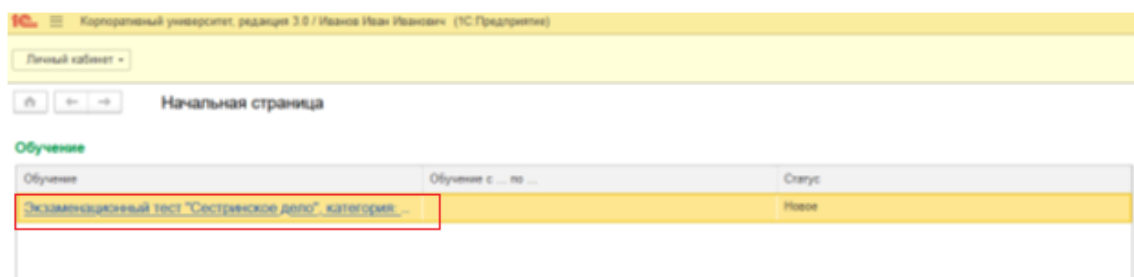 1С Корпоративный университет, редакция 3.0 / Иванов Иван Иванович (1С:Предприятие)
Личный кабинет
Начальная страница
Обучение
Обучение Обучение с ... по ... Статус
Экзаменационный тест "Сестринское дело", категория: ... Новое